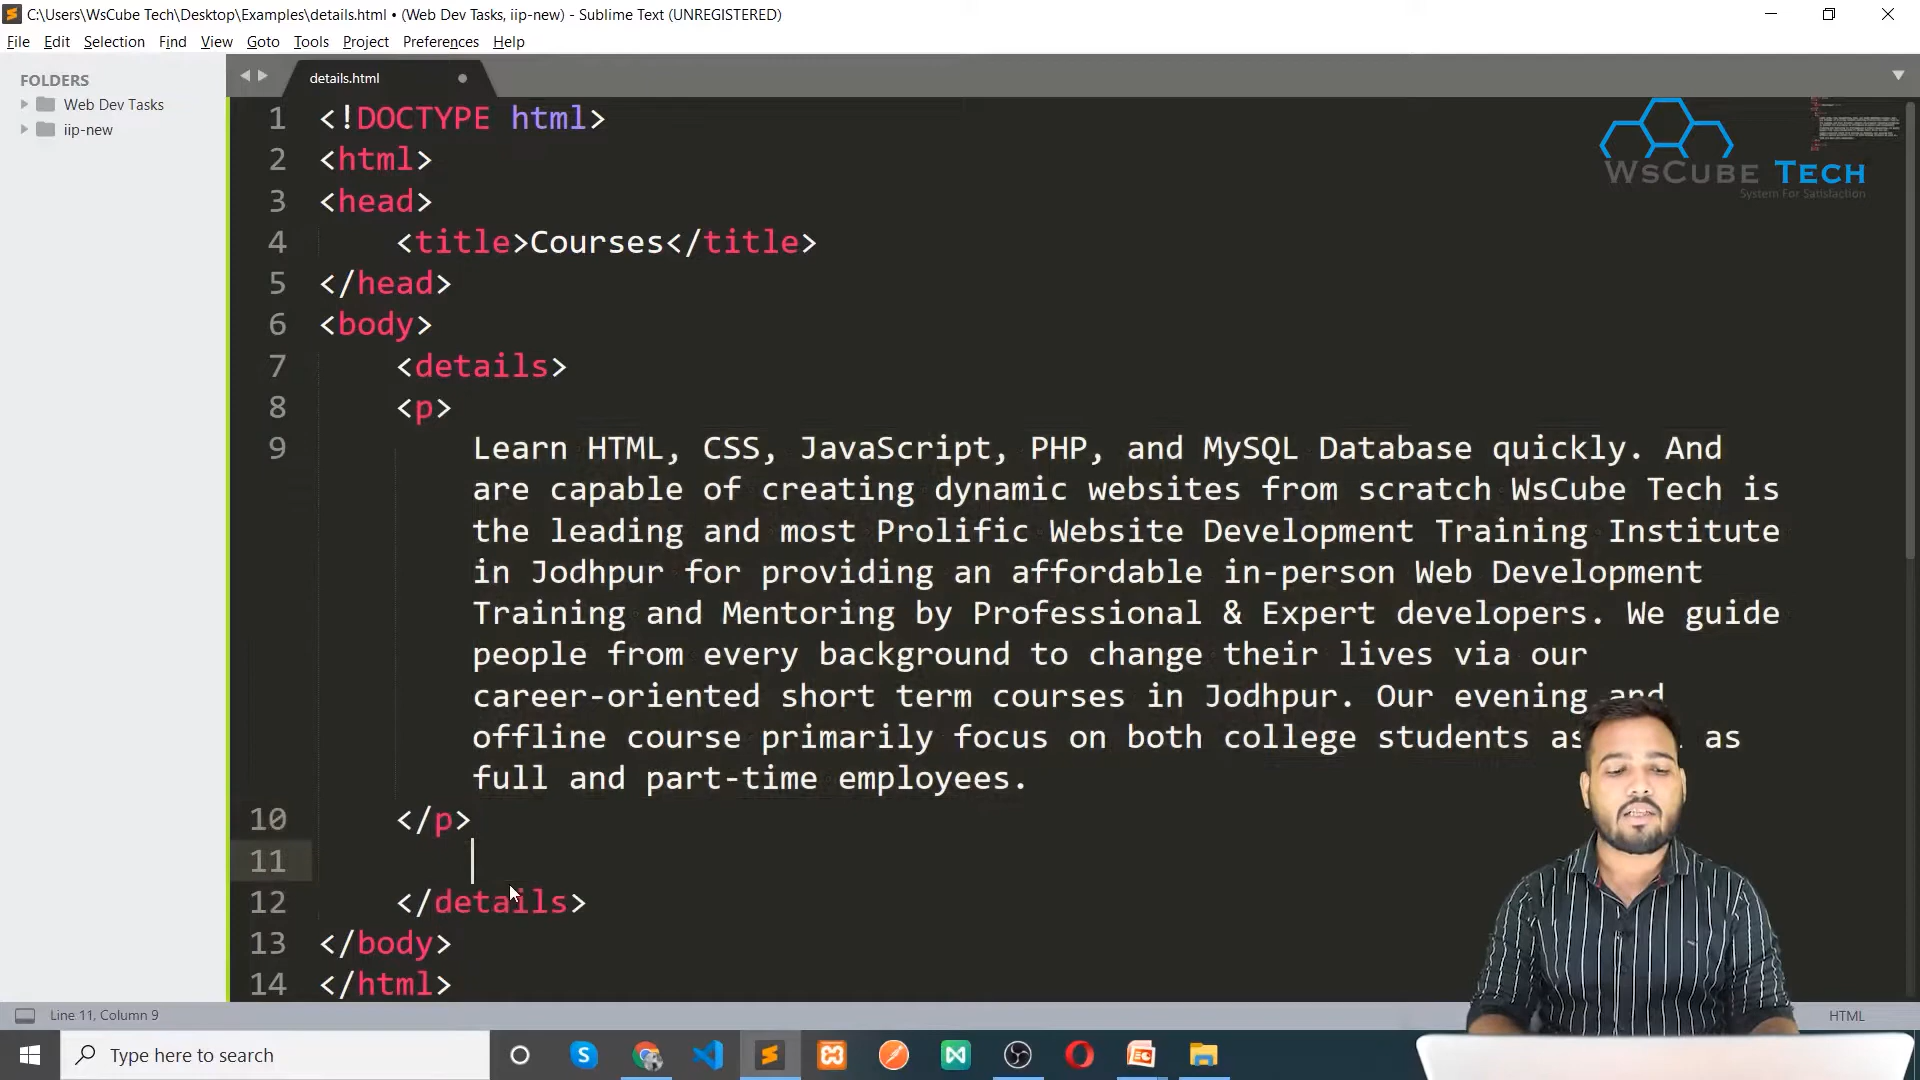 C:\Users\WsCube Tech\Desktop\Examples\details.html • (Web Dev Tasks, iip-new) - Sublime Text (UNREGISTERED)
File Edit Selection Find View Goto Tools Project Preferences Help
FOLDERS
Web Dev Tasks
iip-new
details.html
WsCube Tech
System For Satisfaction
1 <!DOCTYPE html>
2 <html>
3 <head>
4 <title>Courses</title>
5 </head>
6 <body>
7 <details>
8 <p>
9 Learn HTML, CSS, JavaScript, PHP, and MySQL Database quickly. And
are capable of creating dynamic websites from scratch WsCube Tech is
the leading and most Prolific Website Development Training Institute
in Jodhpur for providing an affordable in-person Web Development
Training and Mentoring by Professional & Expert developers. We guide
people from every background to change their lives via our
career-oriented short term courses in Jodhpur. Our evening and
offline course primarily focus on both college students as as
full and part-time employees.
10 </p>
11
12 </details>
13 </body>
14 </html>
Line 11, Column 9
HTML
Type here to search